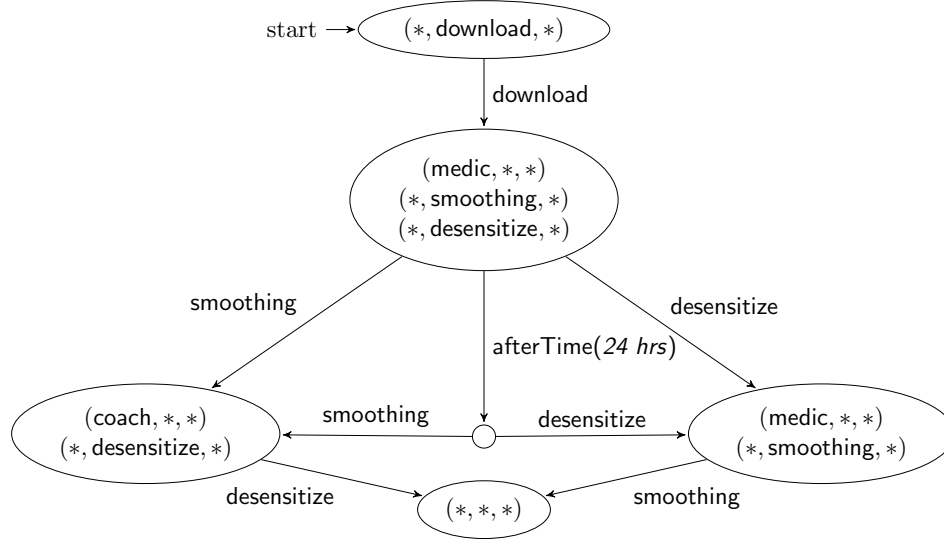 start
(∗, download, ∗)
download
(medic, ∗, ∗)
(∗, smoothing, ∗)
(∗, desensitize, ∗)
smoothing
desensitize
afterTime(24 hrs)
(coach, ∗, ∗)
(∗, desensitize, ∗)
smoothing
desensitize
(medic, ∗, ∗)
(∗, smoothing, ∗)
desensitize
(∗, ∗, ∗)
smoothing